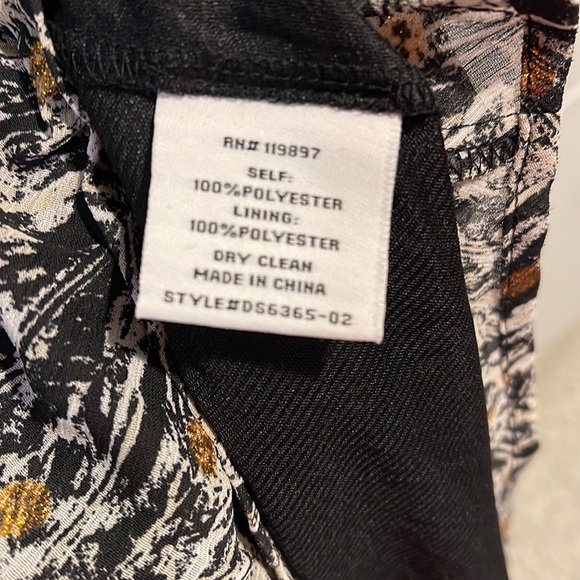 RN# 119897
SELF:
100%POLYESTER
LINING:
100%POLYESTER
DRY CLEAN
MADE IN CHINA
STYLE#DS6365-02